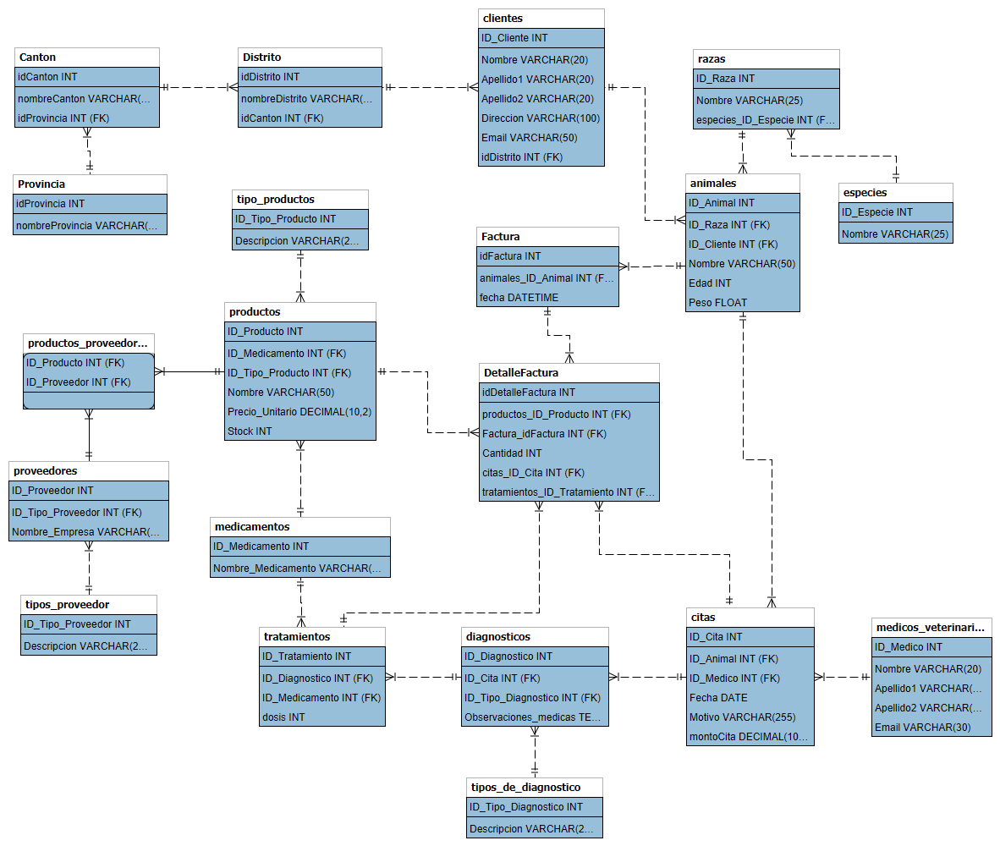 Canton
idCanton INT
nombreCanton VARCHAR(...
idProvincia INT (FK)
Distrito
idDistrito INT
nombreDistrito VARCHAR(...
idCanton INT (FK)
clientes
ID_Cliente INT
Nombre VARCHAR(20)
Apellido1 VARCHAR(20)
Apellido2 VARCHAR(20)
Direccion VARCHAR(100)
Email VARCHAR(50)
idDistrito INT (FK)
razas
ID_Raza INT
Nombre VARCHAR(25)
especies_ID_Especie INT (F...
Provincia
idProvincia INT
nombreProvincia VARCHAR(...
tipo_productos
ID_Tipo_Producto INT
Descripcion VARCHAR(2...
Factura
idFactura INT
animales_ID_Animal INT (F...
fecha DATETIME
animales
ID_Animal INT
ID_Raza INT (FK)
ID_Cliente INT (FK)
Nombre VARCHAR(50)
Edad INT
Peso FLOAT
especies
ID_Especie INT
Nombre VARCHAR(25)
productos_proveedor...
ID_Producto INT (FK)
ID_Proveedor INT (FK)
productos
ID_Producto INT
ID_Medicamento INT (FK)
ID_Tipo_Producto INT (FK)
Nombre VARCHAR(50)
Precio_Unitario DECIMAL(10,2)
Stock INT
DetalleFactura
idDetalleFactura INT
productos_ID_Producto INT (FK)
Factura_idFactura INT (FK)
Cantidad INT
citas_ID_Cita INT (FK)
tratamientos_ID_Tratamiento INT (F...
proveedores
ID_Proveedor INT
ID_Tipo_Proveedor INT (FK)
Nombre_Empresa VARCHAR(...
medicamentos
ID_Medicamento INT
Nombre_Medicamento VARCHAR(...
tipos_proveedor
ID_Tipo_Proveedor INT
Descripcion VARCHAR(2...
tratamientos
ID_Tratamiento INT
ID_Diagnostico INT (FK)
ID_Medicamento INT (FK)
dosis INT
diagnosticos
ID_Diagnostico INT
ID_Cita INT (FK)
ID_Tipo_Diagnostico INT (FK)
Observaciones_medicas TE...
citas
ID_Cita INT
ID_Animal INT (FK)
ID_Medico INT (FK)
Fecha DATE
Motivo VARCHAR(255)
montoCita DECIMAL(10...
medicos_veterinari...
ID_Medico INT
Nombre VARCHAR(20)
Apellido1 VARCHAR(...
Apellido2 VARCHAR(...
Email VARCHAR(30)
tipos_de_diagnostico
ID_Tipo_Diagnostico INT
Descripcion VARCHAR(2...